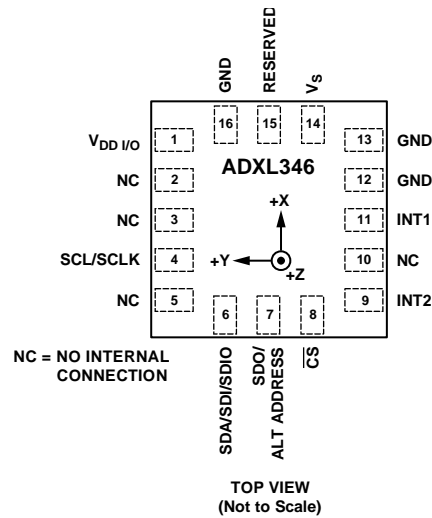 GND
RESERVED
VS
16
15
14
VDD I/O
1
13
GND
ADXL346
NC
2
12
GND
+X
NC
3
11
INT1
SCL/SCLK
4
+Y
+Z
10
NC
NC
5
9
INT2
6
7
8
NC = NO INTERNAL
CONNECTION
SDA/SDI/SDIO
SDO/
ALT ADDRESS
CS
TOP VIEW
(Not to Scale)